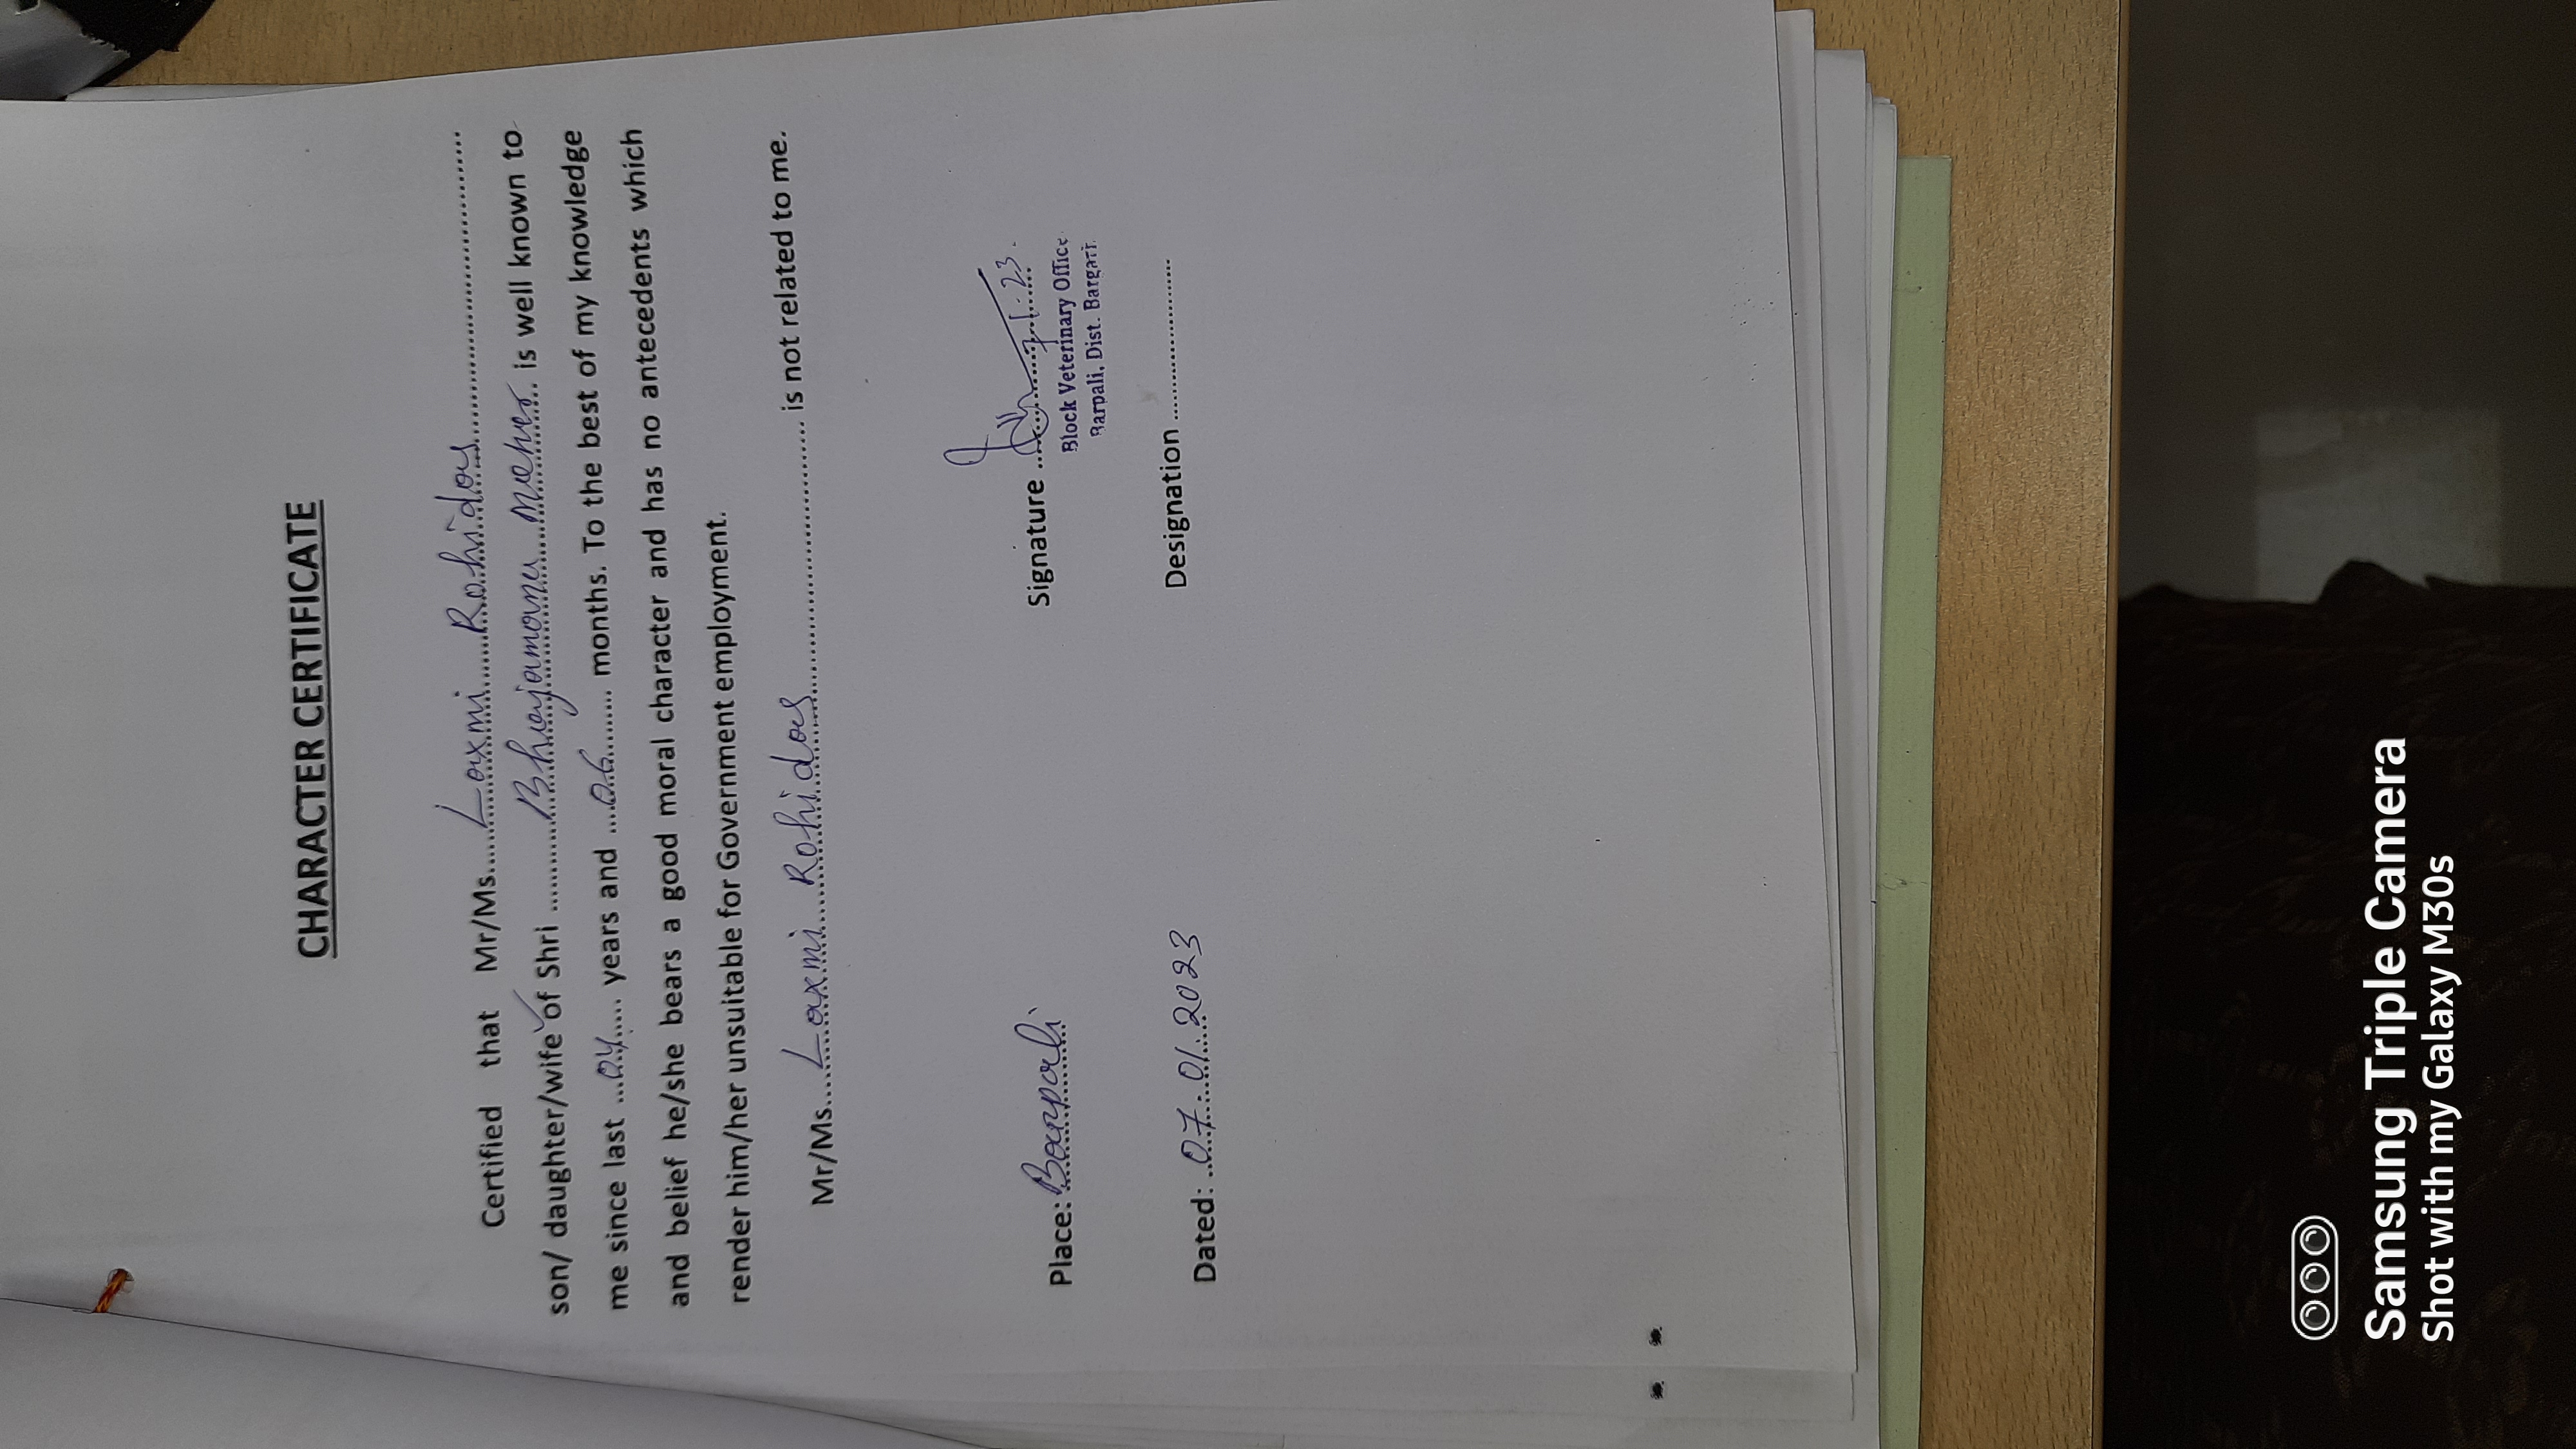 CHARACTER CERTIFICATE
Certified that Mr/Ms.....Laxmi Rohidas.....
son/ daughter/wife of Shri ..........Bhajamana Meher.. is well known to
me since last ...04..... years and ....06......... months. To the best of my knowledge
and belief he/she bears a good moral character and has no antecedents which
render him/her unsuitable for Government employment.
Mr/Ms....Laxmi Rohidas..... is not related to me.
Place: Barpali
Signature ..... 7.1.23.
Block Veterinary Office
Barpali, Dist. Bargarh
Dated: ..07.01.2023
Designation ........................
Samsung Triple Camera
Shot with my Galaxy M30s